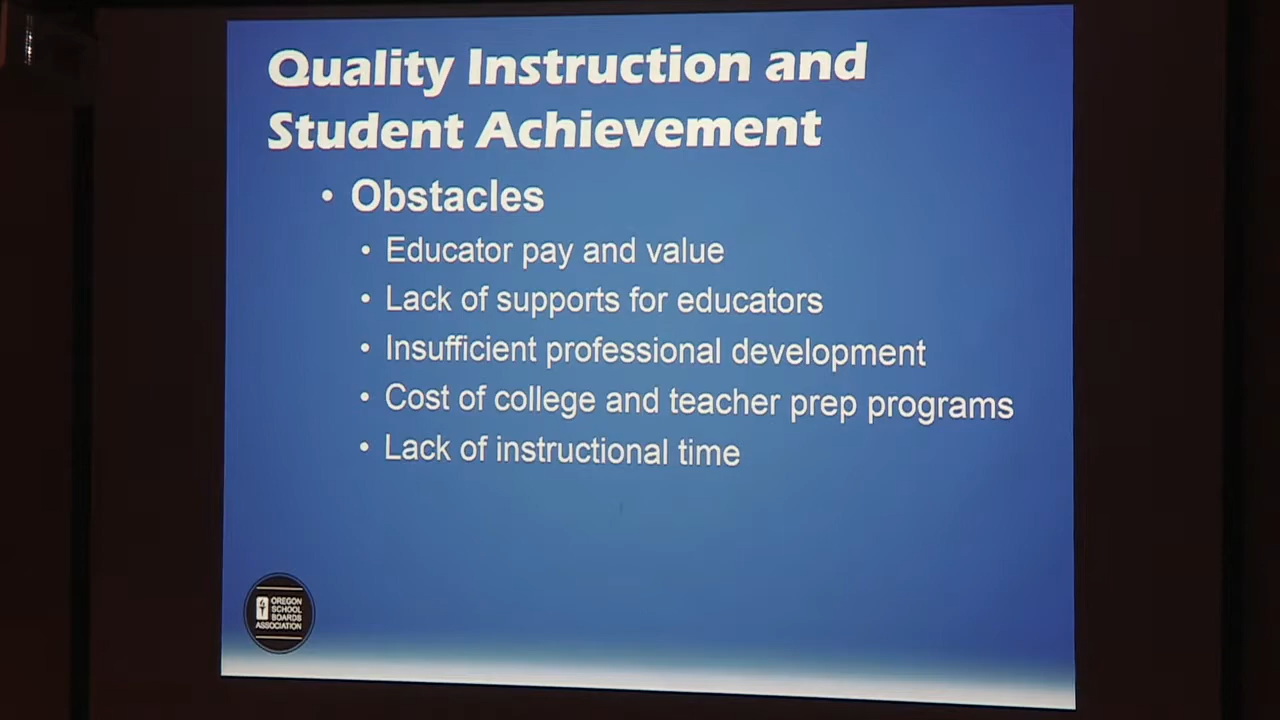 Quality Instruction and
Student Achievement
• Obstacles
• Educator pay and value
• Lack of supports for educators
• Insufficient professional development
• Cost of college and teacher prep programs
• Lack of instructional time
OREGON
SCHOOL
BOARDS
ASSOCIATION